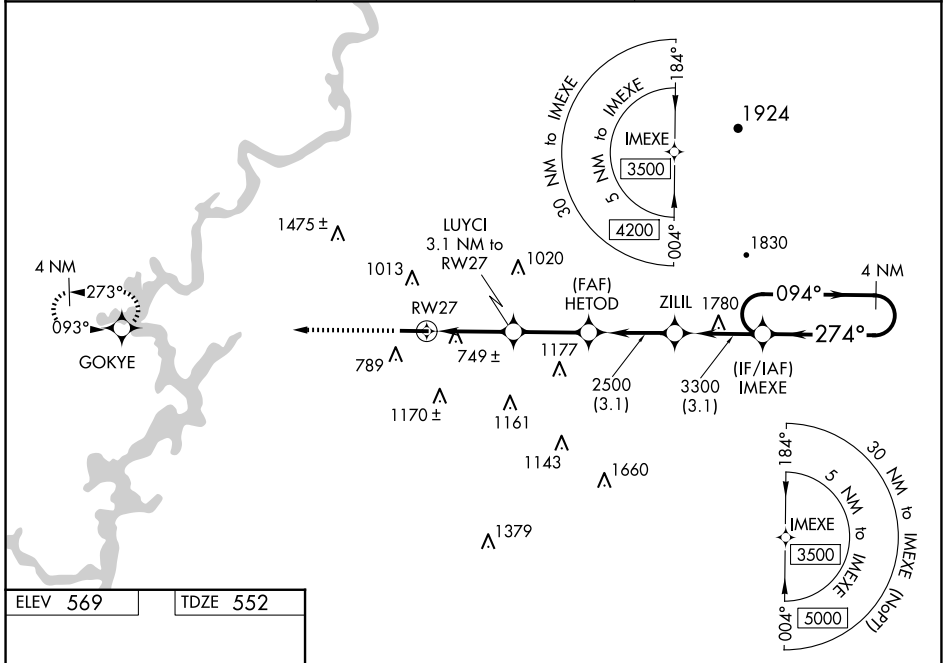 30 NM to IMEXE
5 NM to IMEXE
184°
IMEXE
3500
4200
004°
1924
1475 ±
LUYCI
3.1 NM to
RW27
1020
1013
1830
4 NM
273°
093°
GOKYE
RW27
(FAF)
HETOD
ZILIL
1780
094°
4 NM
274°
789
749 ±
1177
2500
(3.1)
3300
(3.1)
(IF/IAF)
IMEXE
1170 ±
1161
1143
1660
1379
184°
30 NM to IMEXE (NoPT)
5 NM to IMEXE
IMEXE
3500
004°
5000
ELEV 569
TDZE 552